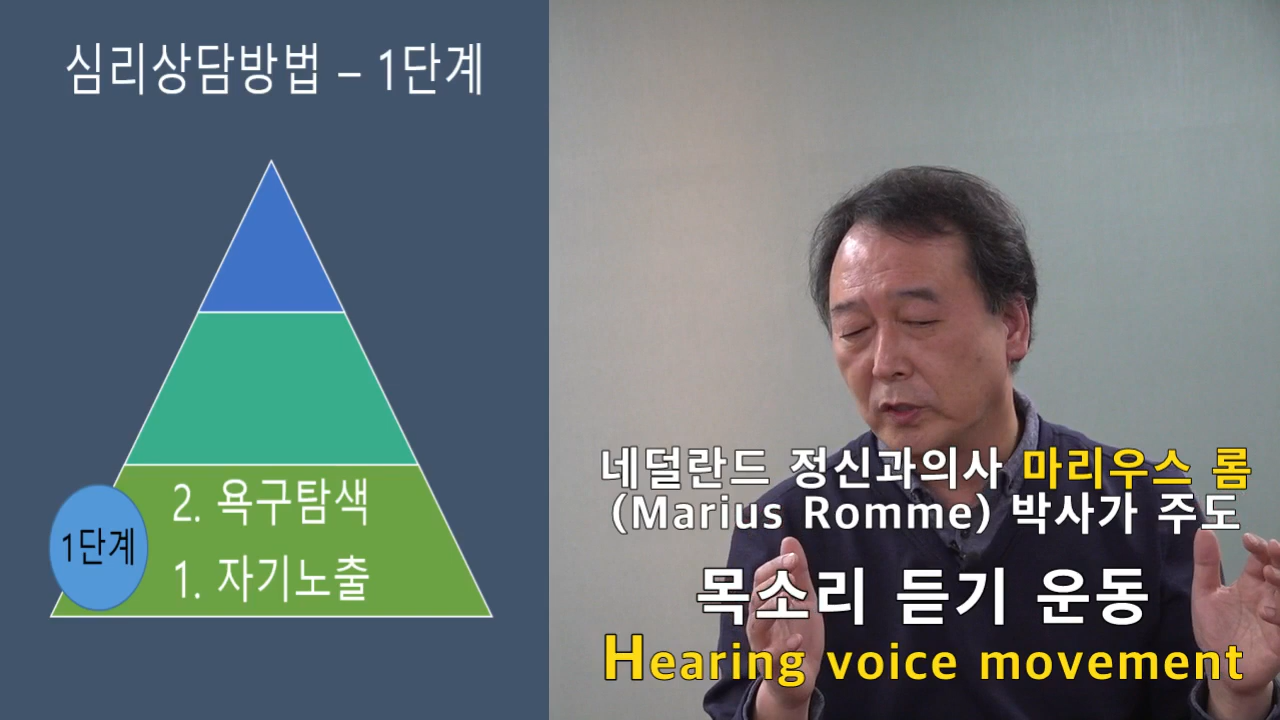 심리상담방법 – 1단계
2. 욕구탐색
1단계
1. 자기노출
네덜란드 정신과의사 마리우스 롬
(Marius Romme) 박사가 주도
목소리 듣기 운동
Hearing voice movement